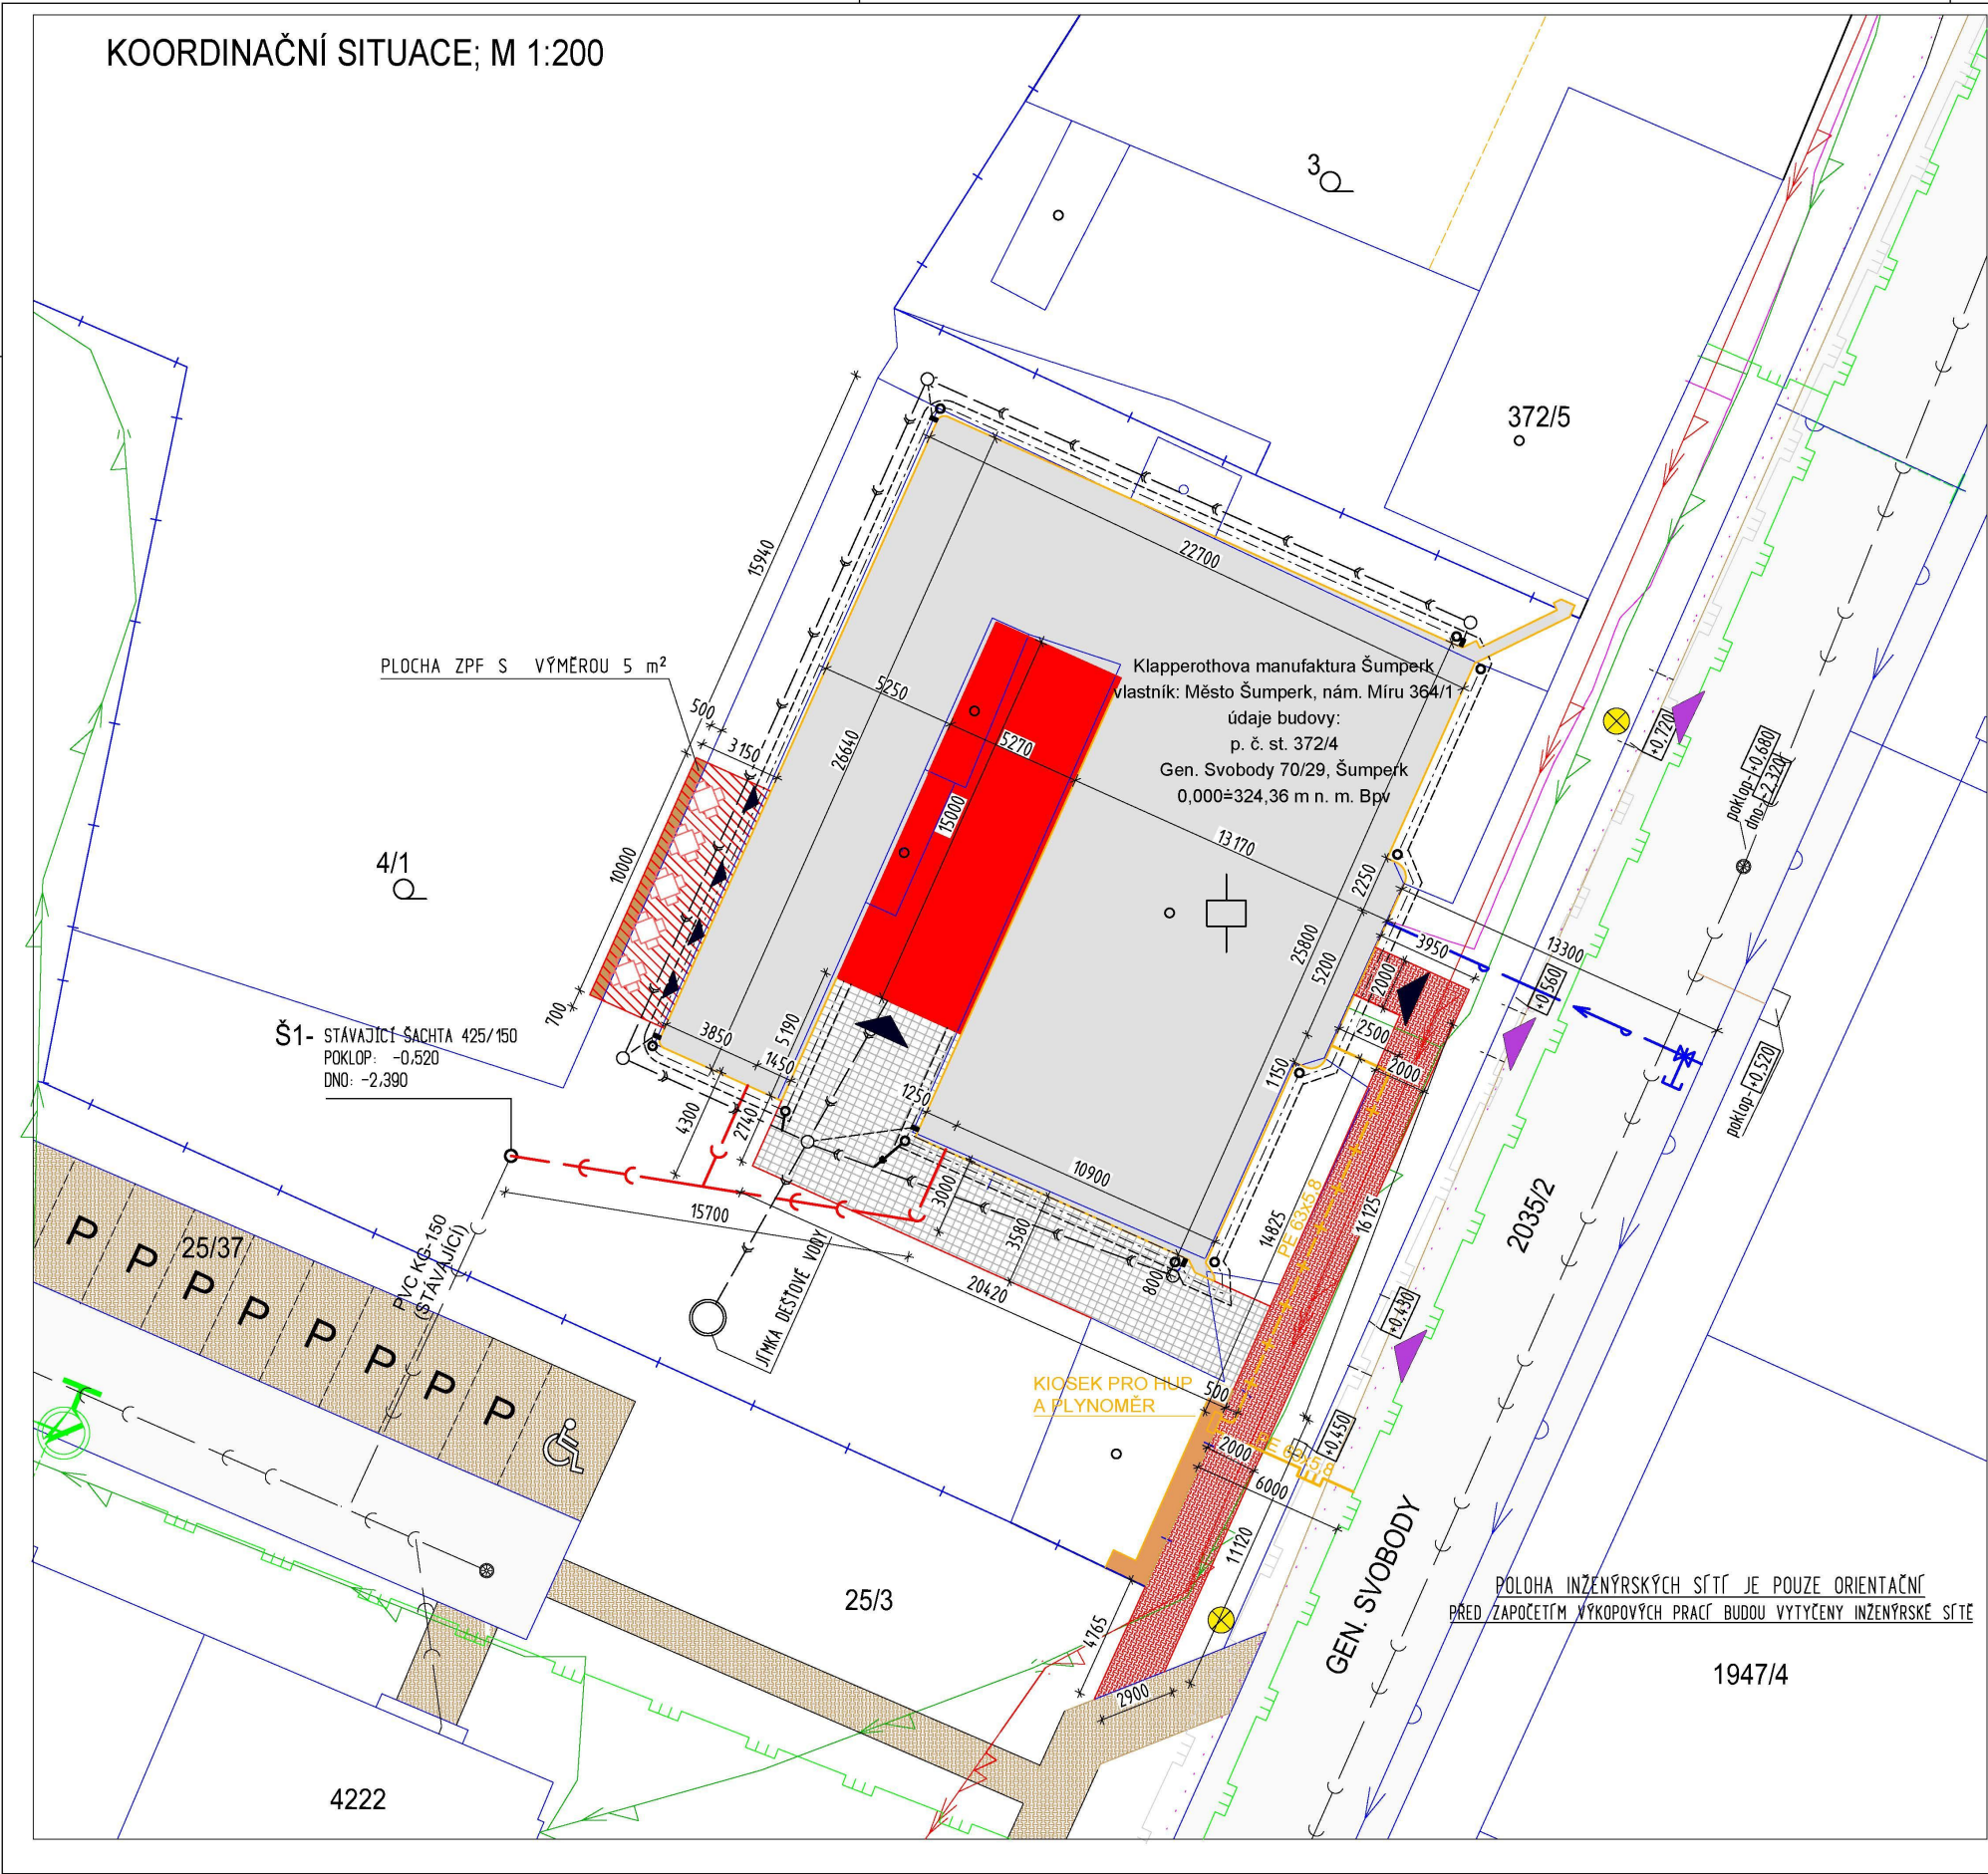 KOORDINAČNÍ SITUACE; M 1:200
3
372/5
15940
22700
PLOCHA ZPF S VÝMĚROU 5 m²
Klapperothova manufaktura Šumperk
vlastník: Město Šumperk, nám. Míru 364/1
údaje budovy:
p. č. st. 372/4
Gen. Svobody 70/29, Šumperk
0,000=324,36 m n. m. Bpv
5250
500
3150
26640
5270
+0,720
poklop-(+0,680)
dno-(-2,320)
15000
13170
4/1
10000
2250
25800
5200
3950
13300
2000
+0,560
700
Š1- STÁVAJÍCÍ ŠACHTA 425/150
POKLOP: -0,520
DNO: -2,390
3850
5190
1450
2500
2000
1150
1250
poklop-(+0,520)
4300
2740
10900
3000
15700
3580
14825
PE 63x5.8
16125
2035/2
P
P
P
P
P
P
P
P
25/37
PVC KG-150
(STÁVAJÍCÍ)
JÍMKA DEŠŤOVÉ VODY
20420
800
+0,430
KIOSEK PRO HUP
A PLYNOMĚR
500
+0,450
2000
PE 63x5.8
6000
11120
GEN. SVOBODY
POLOHA INŽENÝRSKÝCH SÍTÍ JE POUZE ORIENTAČNÍ
PŘED ZAPOČETÍM VÝKOPOVÝCH PRACÍ BUDOU VYTYČENY INŽENÝRSKÉ SÍTĚ
25/3
4765
2900
1947/4
4222